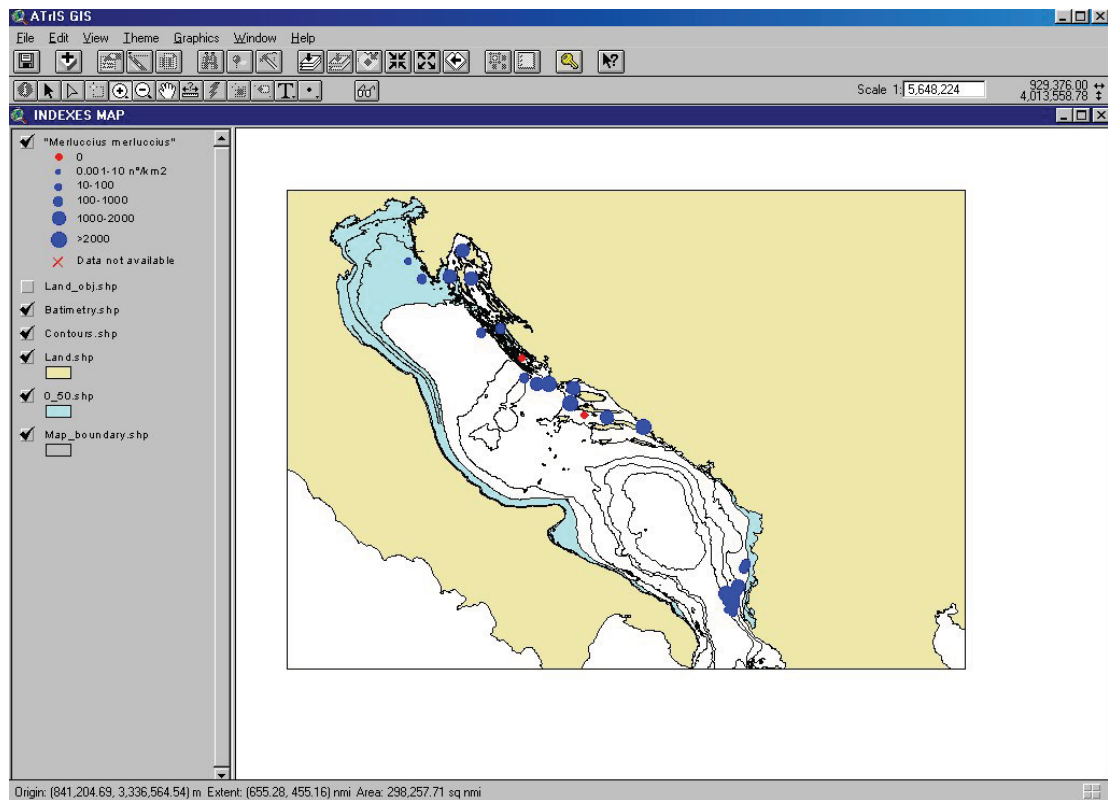 ATrIS GIS
File Edit View Theme Graphics Window Help
Scale 1: 5,648,224
929,376.00
4,013,558.78
INDEXES MAP
"Merluccius merluccius"
0
0.001-10 n°/km2
10-100
100-1000
1000-2000
>2000
Data not available
Land_obj.shp
Batimetry.shp
Contours.shp
Land.shp
0_50.shp
Map_boundary.shp
Origin: (841,204.69, 3,336,564.54) m Extent: (655.28, 455.16) nmi Area: 298,257.71 sq nmi